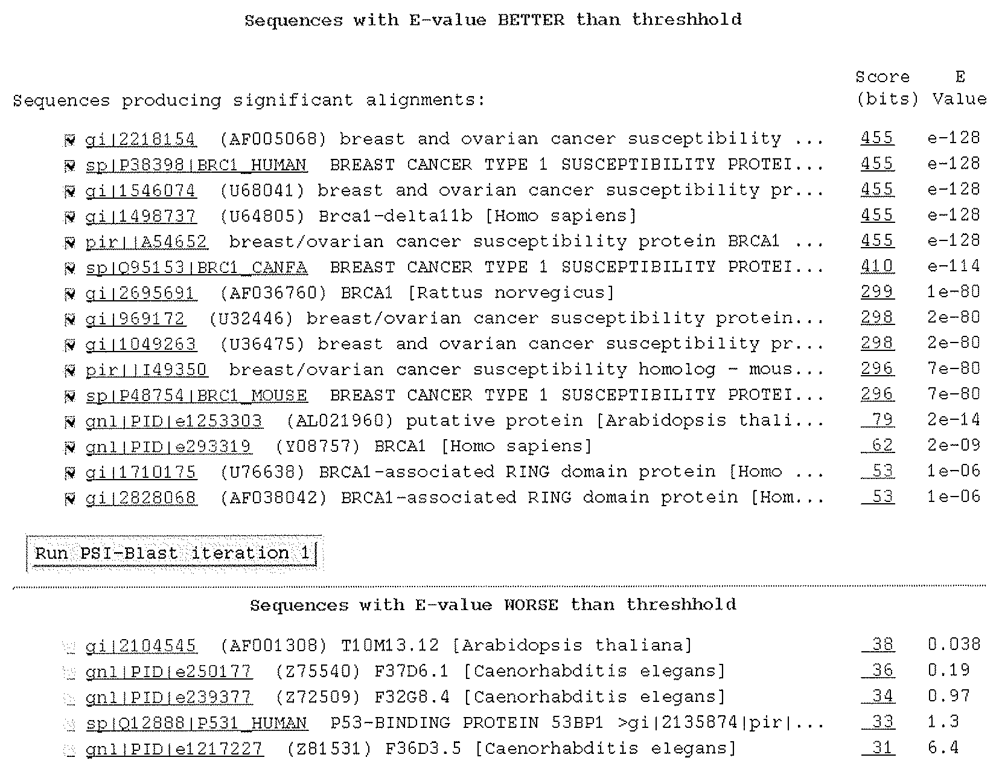 Sequences with E-value BETTER than threshhold
Score E
Sequences producing significant alignments: (bits) Value
gi|2218154 (AF005068) breast and ovarian cancer susceptibility ... 455 e-128
sp|P38398|BRC1_HUMAN BREAST CANCER TYPE 1 SUSCEPTIBILITY PROTEI... 455 e-128
gi|1546074 (U68041) breast and ovarian cancer susceptibility pr... 455 e-128
gi|1498737 (U64805) Brca1-delta11b [Homo sapiens] 455 e-128
pir||A54652 breast/ovarian cancer susceptibility protein BRCA1 ... 455 e-128
sp|Q95153|BRC1_CANFA BREAST CANCER TYPE 1 SUSCEPTIBILITY PROTEI... 410 e-114
gi|2695691 (AF036760) BRCA1 [Rattus norvegicus] 299 1e-80
gi|969172 (U32446) breast/ovarian cancer susceptibility protein... 298 2e-80
gi|1049263 (U36475) breast and ovarian cancer susceptibility pr... 298 2e-80
pir||I49350 breast/ovarian cancer susceptibility homolog - mous... 296 7e-80
sp|P48754|BRC1_MOUSE BREAST CANCER TYPE 1 SUSCEPTIBILITY PROTEI... 296 7e-80
gnl|PID|e1253303 (AL021960) putative protein [Arabidopsis thali... 79 2e-14
gnl|PID|e293319 (Y08757) BRCA1 [Homo sapiens] 62 2e-09
gi|1710175 (U76638) BRCA1-associated RING domain protein [Homo ... 53 1e-06
gi|2828068 (AF038042) BRCA1-associated RING domain protein [Hom... 53 1e-06
Run PSI-Blast iteration 1
Sequences with E-value WORSE than threshhold
gi|2104545 (AF001308) T10M13.12 [Arabidopsis thaliana] 38 0.038
gnl|PID|e250177 (Z75540) F37D6.1 [Caenorhabditis elegans] 36 0.19
gnl|PID|e239377 (Z72509) F32G8.4 [Caenorhabditis elegans] 34 0.97
sp|Q12888|P531_HUMAN P53-BINDING PROTEIN 53BP1 >gi|2135874|pir|... 33 1.3
gnl|PID|e1217227 (Z81531) F36D3.5 [Caenorhabditis elegans] 31 6.4